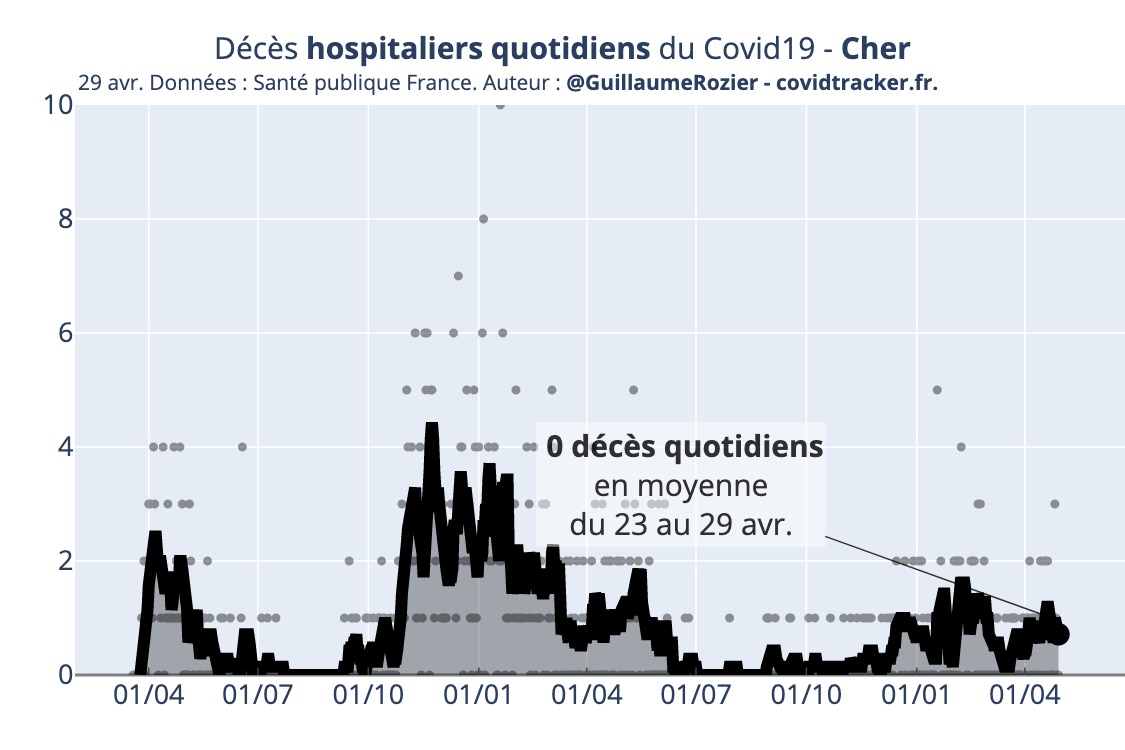 Décès hospitaliers quotidiens du Covid19 - Cher
29 avr. Données : Santé publique France. Auteur : @GuillaumeRozier - covidtracker.fr.
10
8
6
4
2
0
0 décès quotidiens
en moyenne
du 23 au 29 avr.
01/04 01/07 01/10 01/01 01/04 01/07 01/10 01/01 01/04